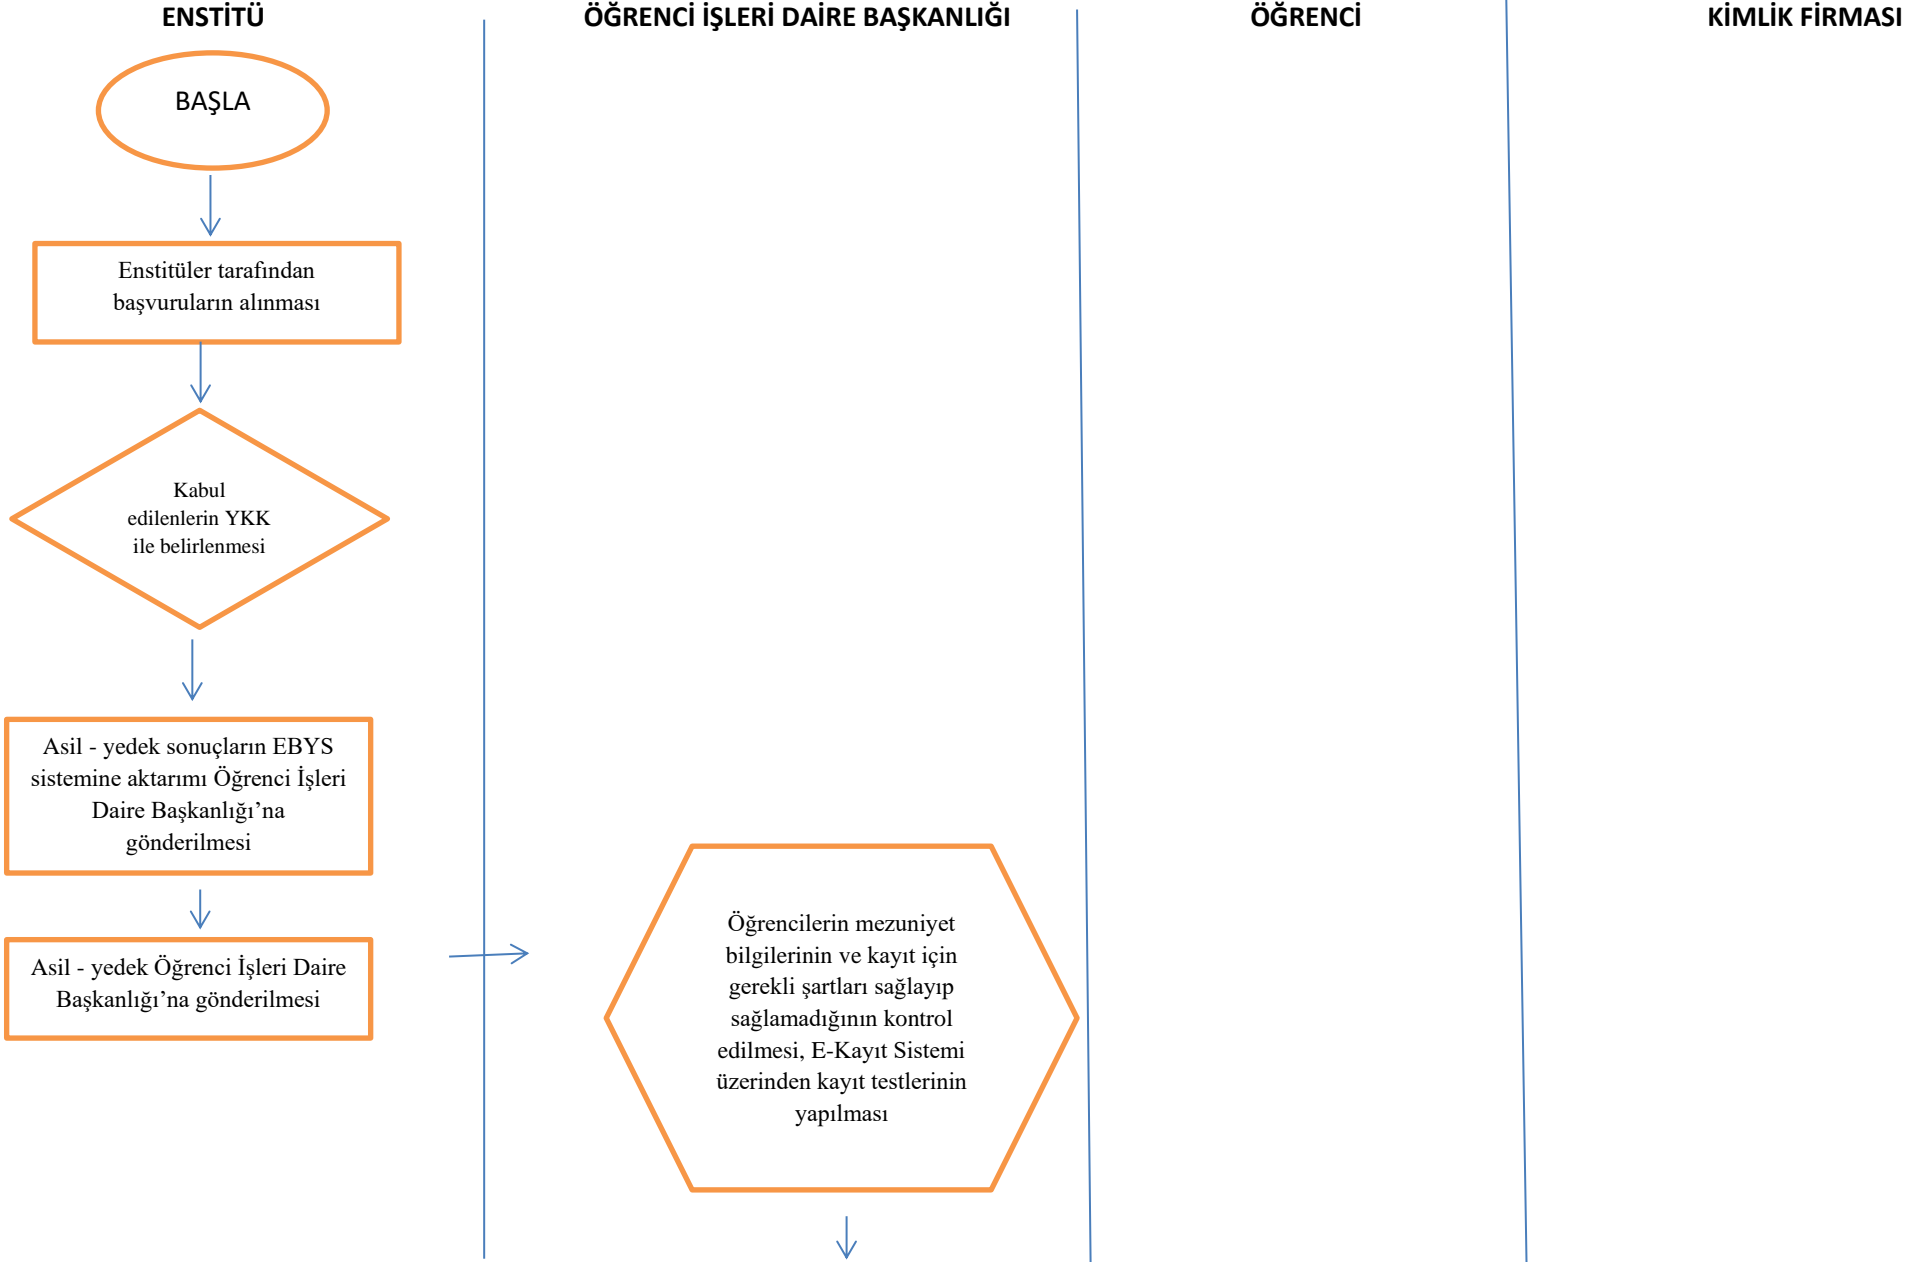 ENSTİTÜ
ÖĞRENCİ İŞLERİ DAİRE BAŞKANLIĞI
ÖĞRENCİ
KİMLİK FİRMASI
BAŞLA
Enstitüler tarafından
başvuruların alınması
Kabul
edilenlerin YKK
ile belirlenmesi
Asil - yedek sonuçların EBYS
sistemine aktarımı Öğrenci İşleri
Daire Başkanlığı’na
gönderilmesi
Asil - yedek Öğrenci İşleri Daire
Başkanlığı’na gönderilmesi
Öğrencilerin mezuniyet
bilgilerinin ve kayıt için
gerekli şartları sağlayıp
sağlamadığının kontrol
edilmesi, E-Kayıt Sistemi
üzerinden kayıt testlerinin
yapılması